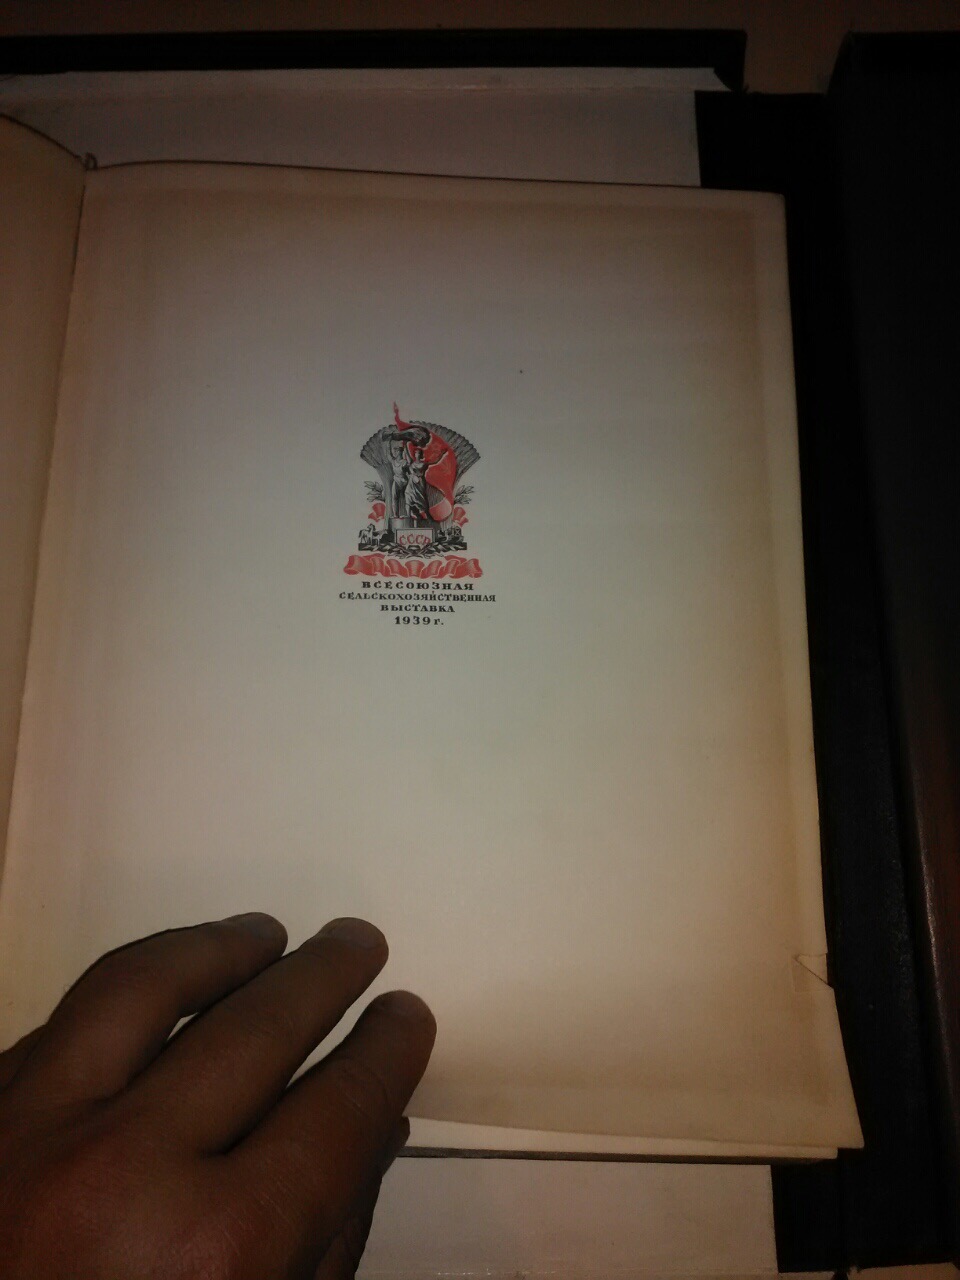 СССР
ВСЕСОЮЗНАЯ
СЕЛЬСКОХОЗЯЙСТВЕННАЯ
ВЫСТАВКА
1939 г.